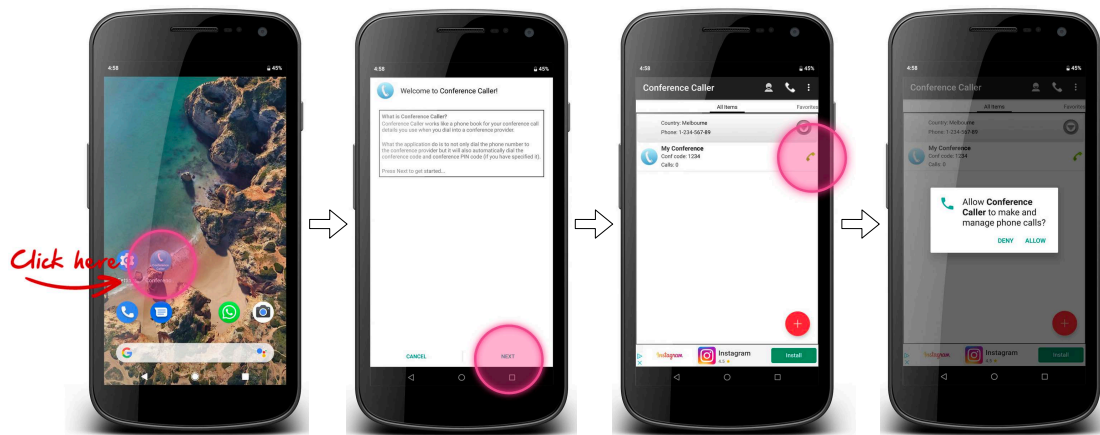 4:58
45%
Click here
Settings
Conference
4:58
45%
Welcome to Conference Caller!
What is Conference Caller?
Conference Caller works like a phone book for your conference call
details you use when you dial into a conference provider.
What the application do is to not only dial the phone number to
the conference provider but it will also automatically dial the
conference code and conference PIN code (if you have specified it).
Press Next to get started...
CANCEL
NEXT
4:58
45%
Conference Caller
All Items
Favorites
Country: Melbourne
Phone: 1-234-567-89
My Conference
Conf code: 1234
Calls: 0
Instagram
Instagram
4.5 ★
Install
4:58
45%
Conference Caller
All Items
Favorites
Country: Melbourne
Phone: 1-234-567-89
My Conference
Conf code: 1234
Calls: 0
Allow Conference
Caller to make and
manage phone calls?
DENY
ALLOW
Instagram
Instagram
4.5 ★
Install